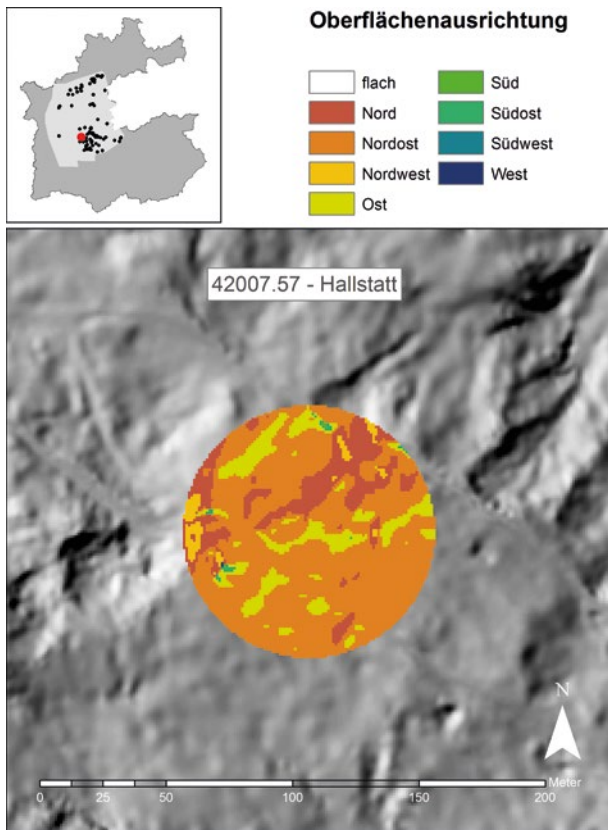 Oberflächenausrichtung
flach
Nord
Nordost
Nordwest
Ost
Süd
Südost
Südwest
West
42007.57 - Hallstatt
N
Meter
0 25 50 100 150 200